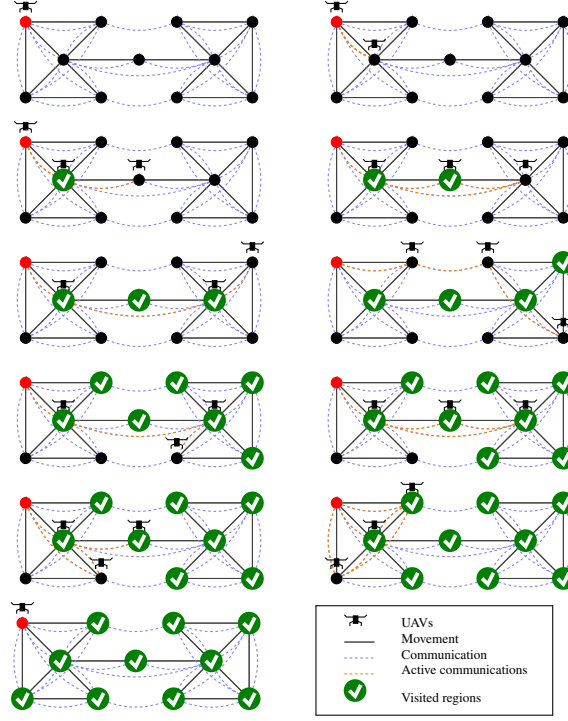 UAVs
Movement
Communication
Active communications
Visited regions